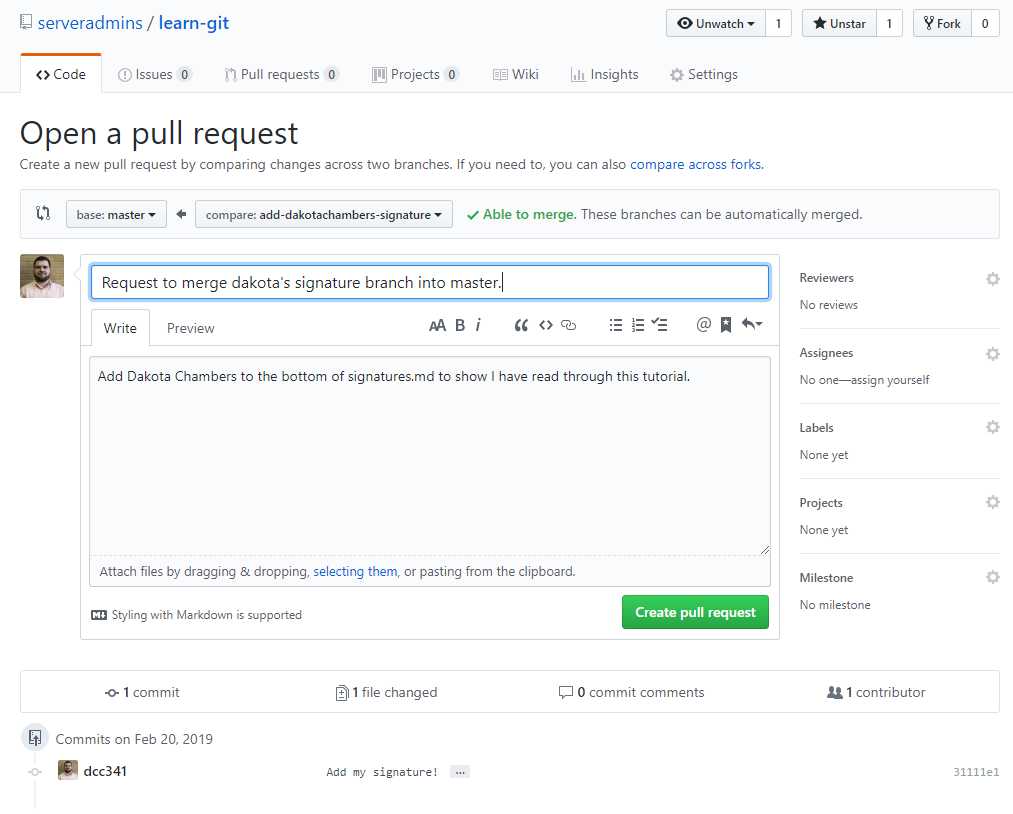 serveradmins / learn-git
Unwatch 1 Unstar 1 Fork 0
Code Issues 0 Pull requests 0 Projects 0 Wiki Insights Settings
Open a pull request
Create a new pull request by comparing changes across two branches. If you need to, you can also compare across forks.
base: master compare: add-dakotachambers-signature Able to merge. These branches can be automatically merged.
Request to merge dakota's signature branch into master.
Write Preview AA B i @
Add Dakota Chambers to the bottom of signatures.md to show I have read through this tutorial.
Attach files by dragging & dropping, selecting them, or pasting from the clipboard.
Styling with Markdown is supported
Create pull request
Reviewers
No reviews
Assignees
No one—assign yourself
Labels
None yet
Projects
None yet
Milestone
No milestone
1 commit 1 file changed 0 commit comments 1 contributor
Commits on Feb 20, 2019
dcc341 Add my signature! … 31111e1